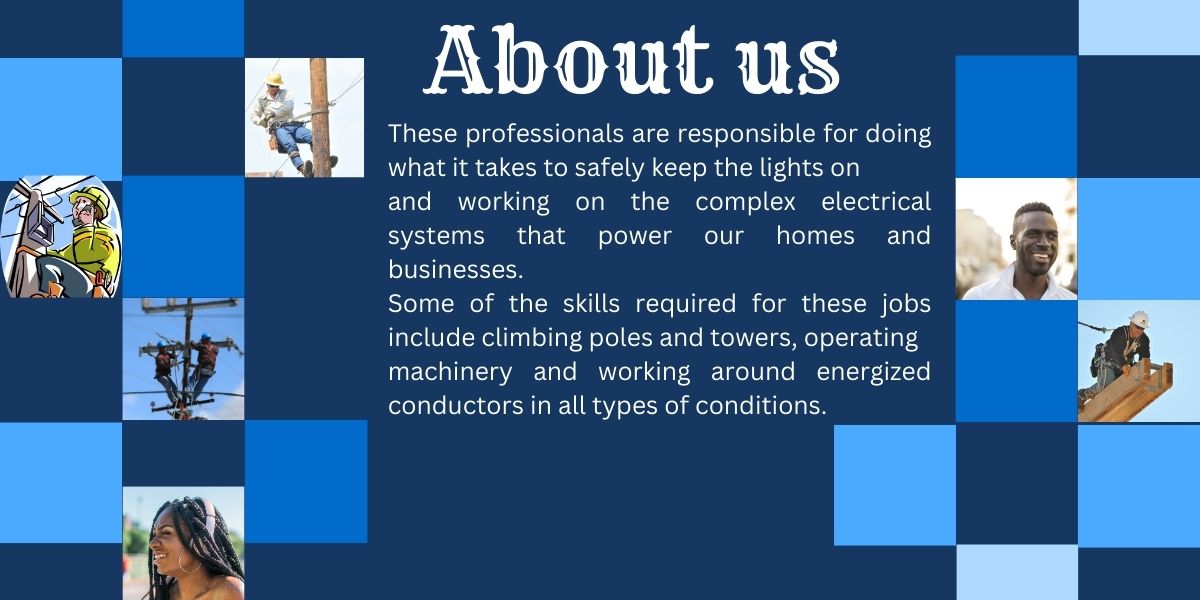 About us
These professionals are responsible for doing
what it takes to safely keep the lights on
and working on the complex electrical
systems that power our homes and
businesses.
Some of the skills required for these jobs
include climbing poles and towers, operating
machinery and working around energized
conductors in all types of conditions.